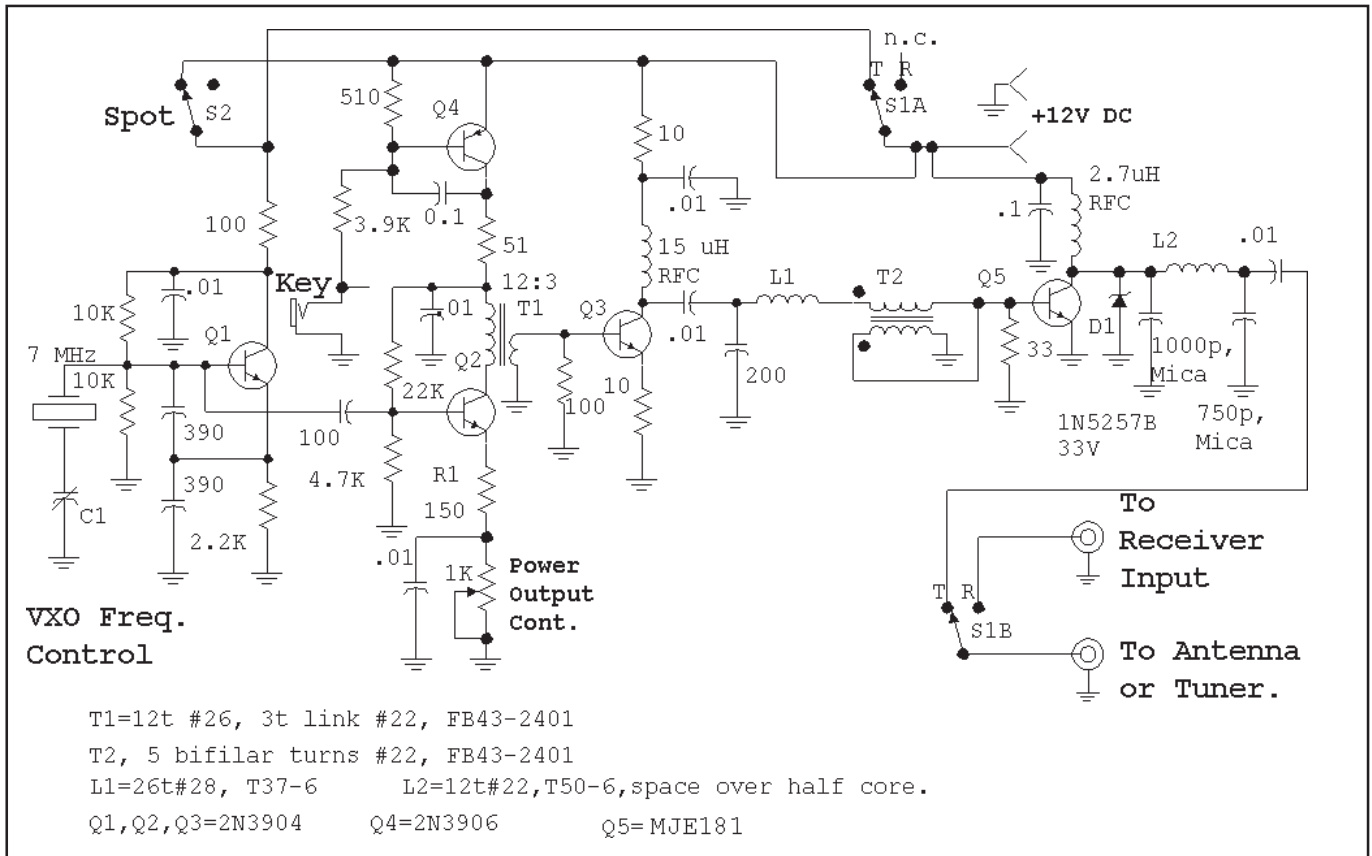 n.c.
T R
S1A
+12V DC
Spot
S2
510
Q4
10
2.7uH
RFC
.01
.1
100
3.9K
0.1
51
15 uH
RFC
L2
.01
.01
Key
12:3
T1
L1
T2
Q5
10K
Q1
.01
Q3
.01
D1
7 MHz
Q2
33
1000p,
Mica
10K
22K
10
200
390
100
100
1N5257B
33V
750p,
Mica
390
4.7K
R1
150
C1
2.2K
.01
1K
Power
Output
Cont.
To
Receiver
Input
T R
S1B
VXO Freq.
Control
To Antenna
or Tuner.
T1=12t #26, 3t link #22, FB43-2401
T2, 5 bifilar turns #22, FB43-2401
L1=26t#28, T37-6 L2=12t#22,T50-6,space over half core.
Q1,Q2,Q3=2N3904 Q4=2N3906 Q5=MJE181